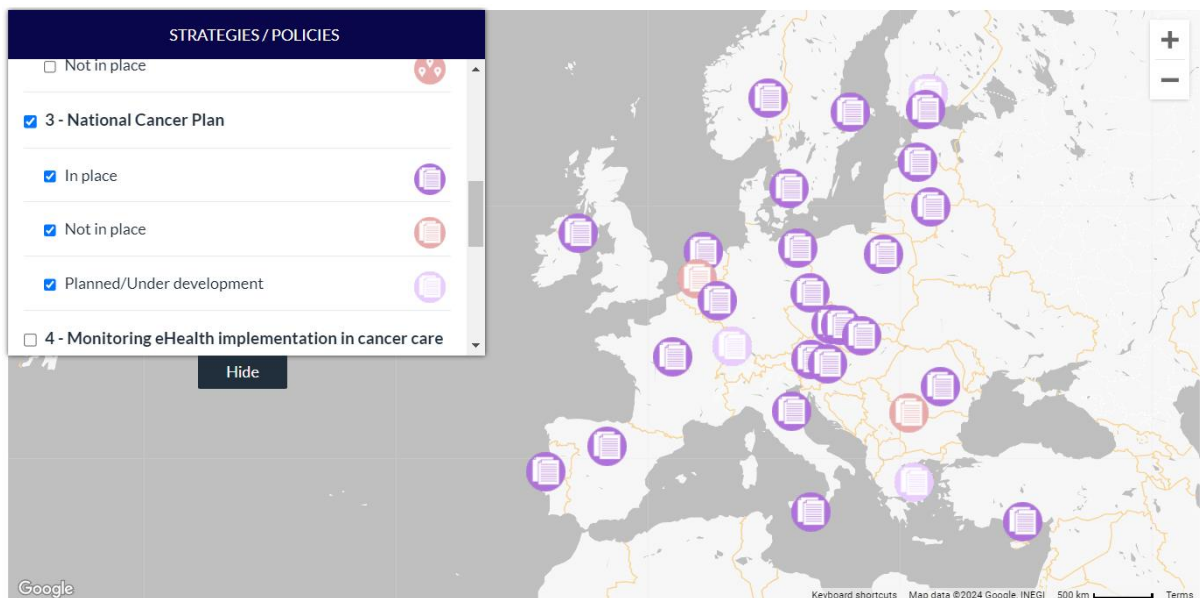 STRATEGIES / POLICIES
Not in place
3 - National Cancer Plan
In place
Not in place
Planned/Under development
4 - Monitoring eHealth implementation in cancer care
Hide
+
−
Google
Keyboard shortcuts Map data ©2024 Google, INEGI 500 km Terms